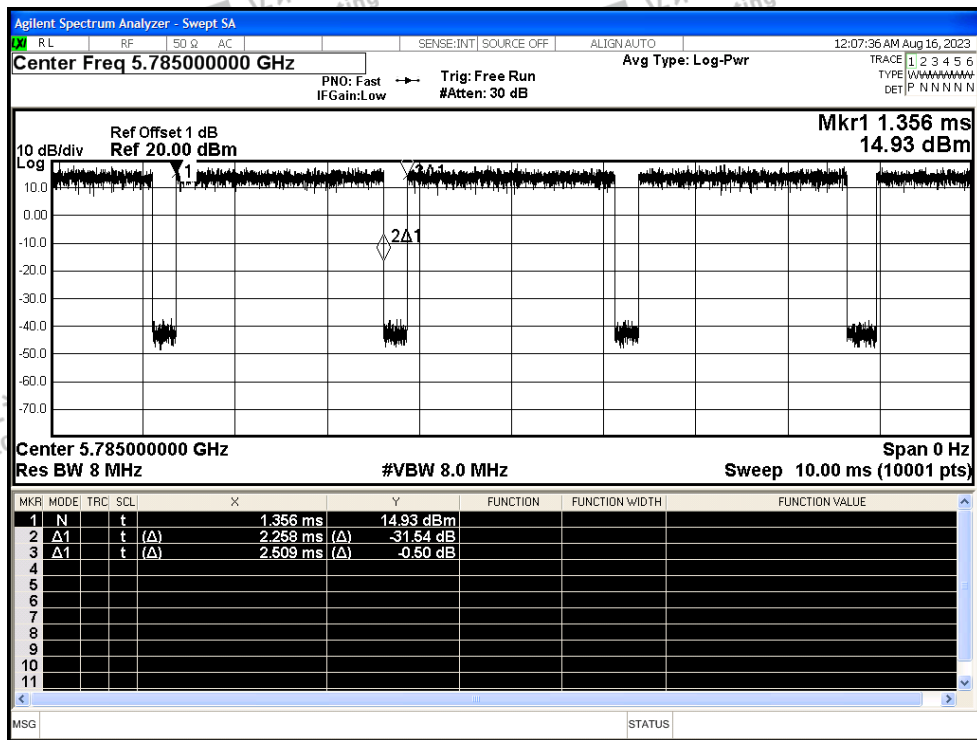 Agilent Spectrum Analyzer - Swept SA
LXI RL RF 50 Ω AC SENSE:INT SOURCE OFF ALIGN AUTO 12:07:36 AM Aug 16, 2023
Center Freq 5.785000000 GHz
PNO: Fast
IFGain:Low
Trig: Free Run
#Atten: 30 dB
Avg Type: Log-Pwr
TRACE 1 2 3 4 5 6
TYPE
DET P N N N N N
Mkr1 1.356 ms
14.93 dBm
Ref Offset 1 dB
10 dB/div Ref 20.00 dBm
Log
1
3Δ1
10.0
0.00
2Δ1
-10.0
-20.0
-30.0
-40.0
-50.0
-60.0
-70.0
Center 5.785000000 GHz Span 0 Hz
Res BW 8 MHz #VBW 8.0 MHz Sweep 10.00 ms (10001 pts)
MKR MODE TRC SCL X Y FUNCTION FUNCTION WIDTH FUNCTION VALUE
1 N t 1.356 ms 14.93 dBm
2 Δ1 t (Δ) 2.258 ms (Δ) -31.54 dB
3 Δ1 t (Δ) 2.509 ms (Δ) -0.50 dB
4
5
6
7
8
9
10
11
MSG STATUS